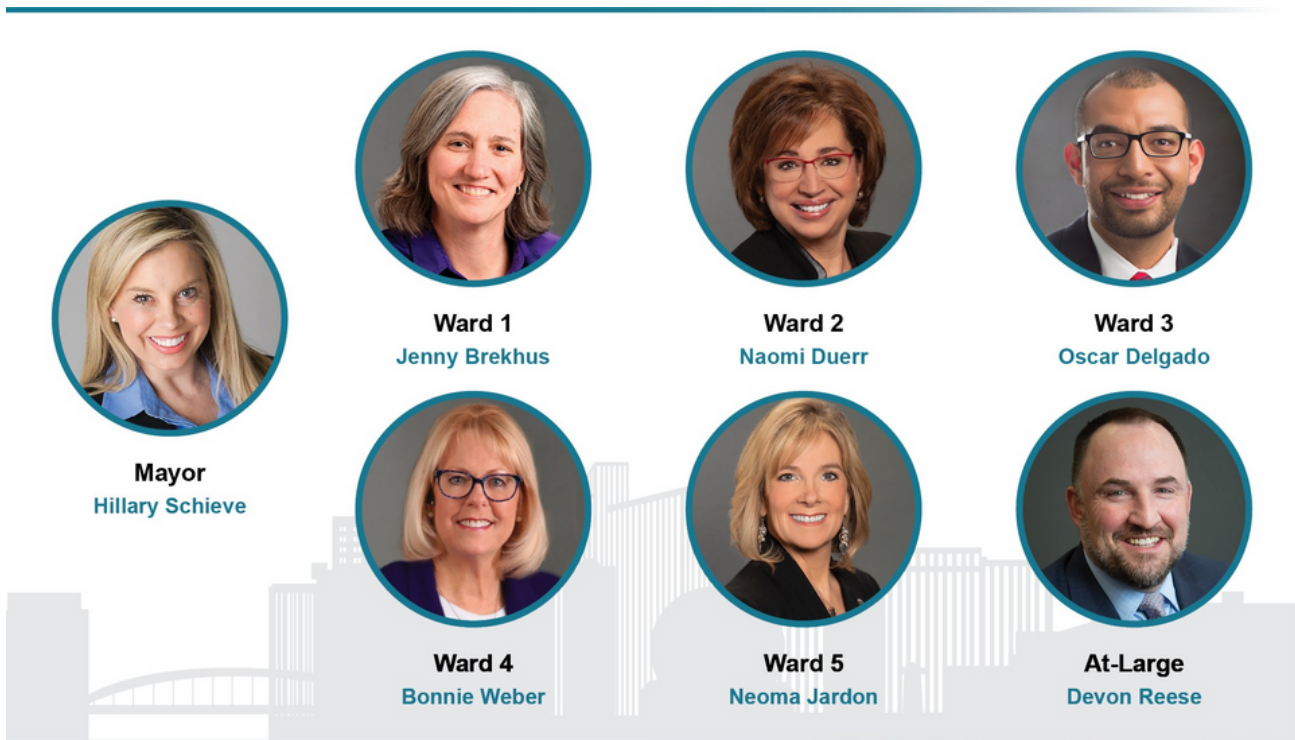 Mayor
Hillary Schieve
Ward 1
Jenny Brekhus
Ward 2
Naomi Duerr
Ward 3
Oscar Delgado
Ward 4
Bonnie Weber
Ward 5
Neoma Jardon
At-Large
Devon Reese